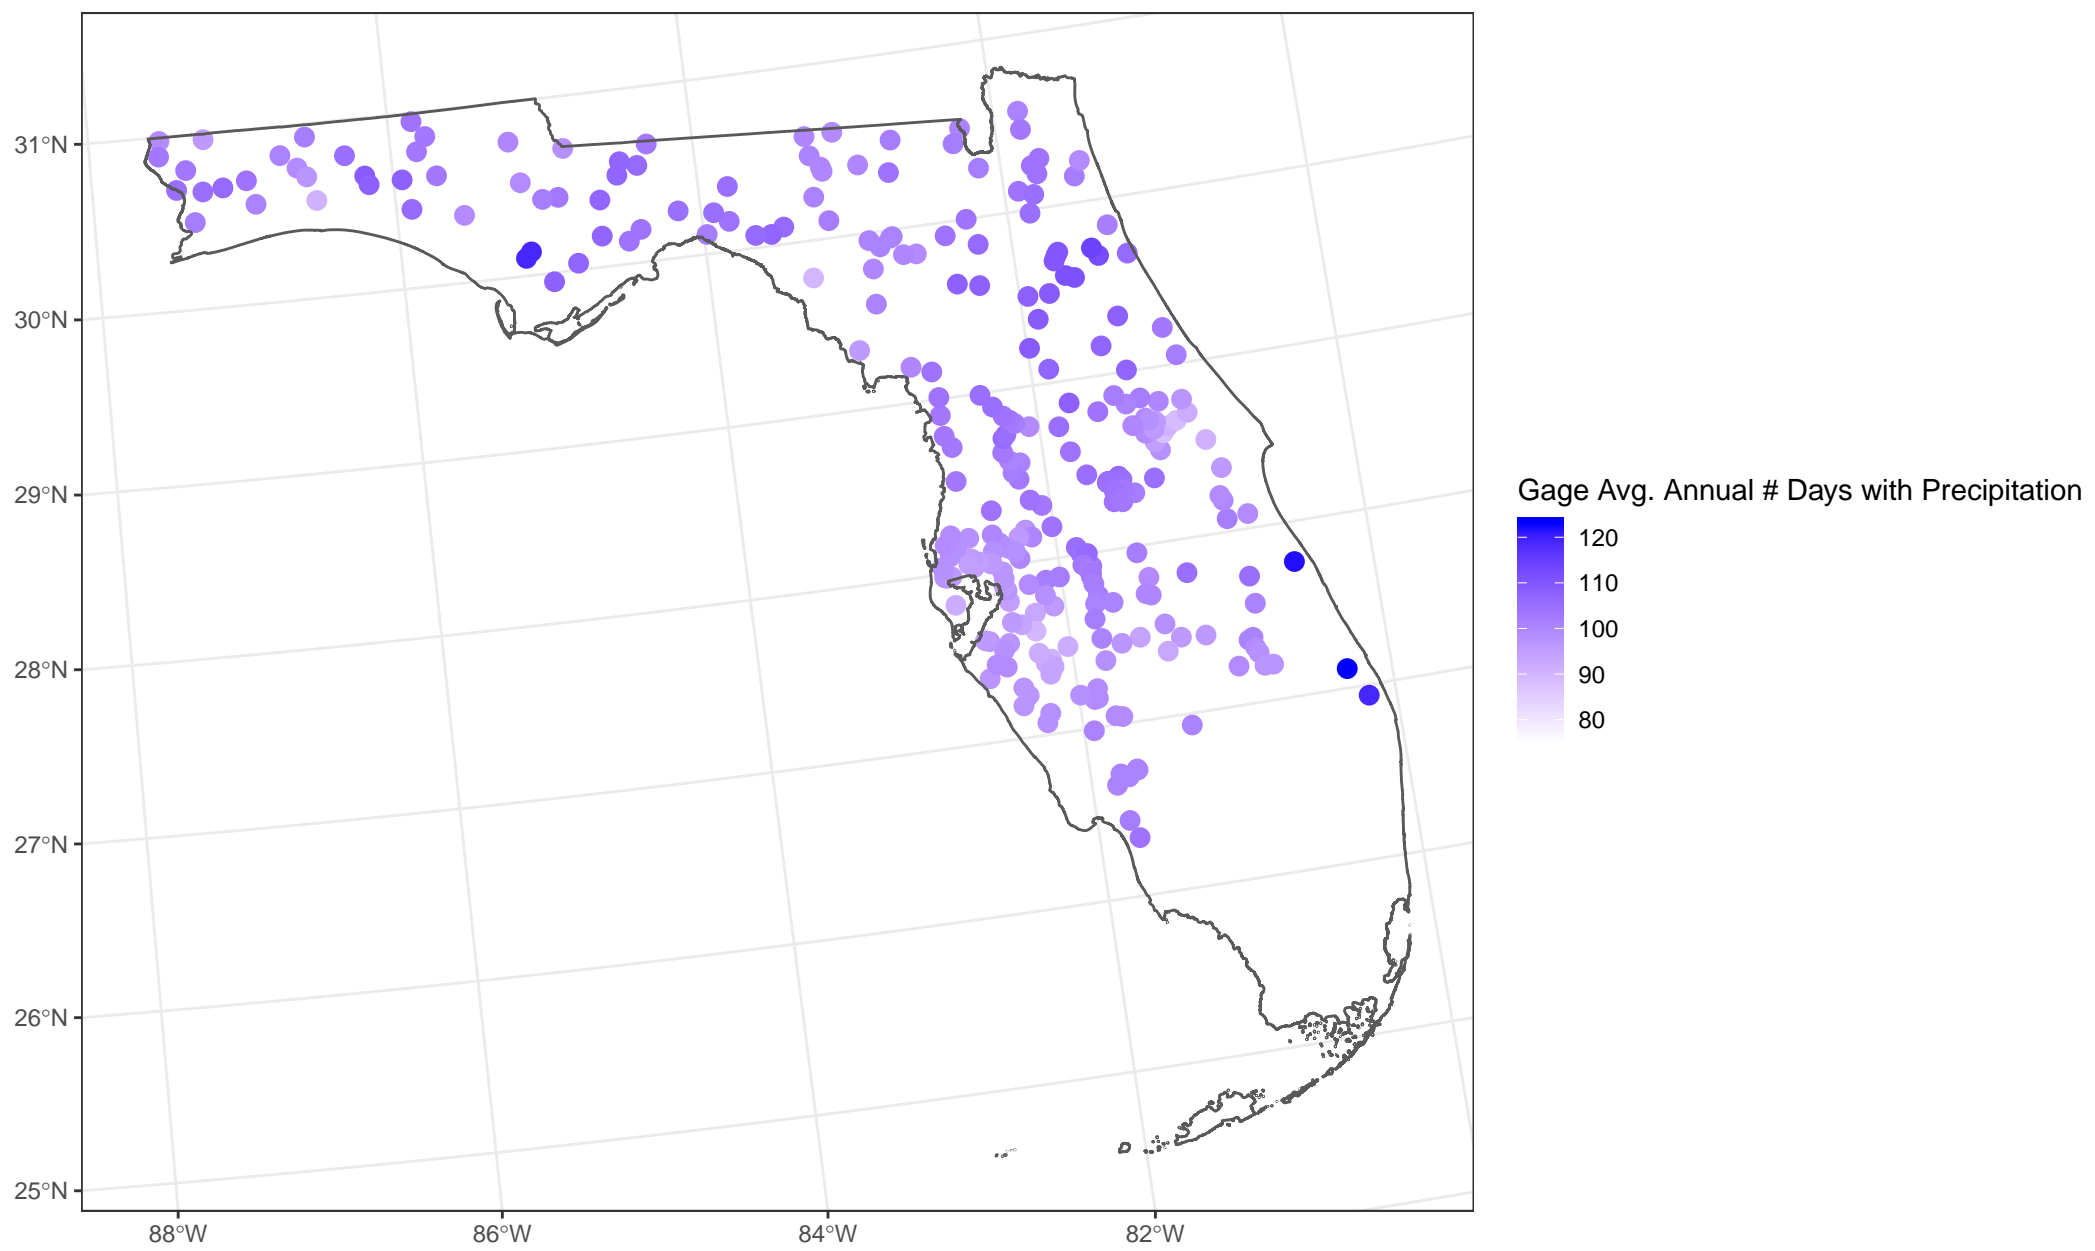 31°N
30°N
29°N
28°N
27°N
26°N
25°N
88°W
86°W
84°W
82°W
Gage Avg. Annual # Days with Precipitation
120
110
100
90
80